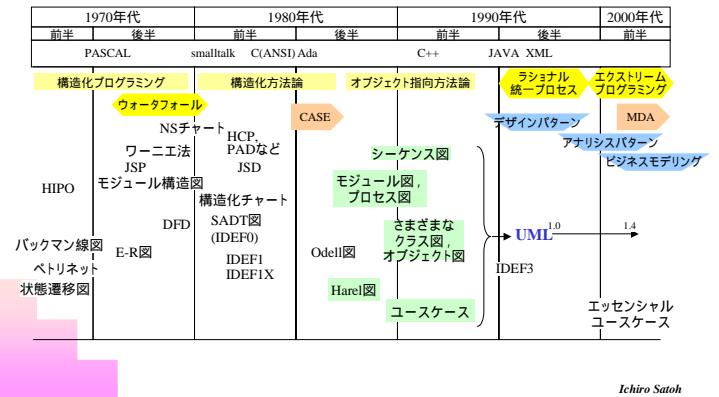 1970年代 1980年代 1990年代 2000年代
前半 後半 前半 後半 前半 後半 前半
PASCAL smalltalk C(ANSI) Ada C++ JAVA XML
構造化プログラミング 構造化方法論 オブジェクト指向方法論 ラショナル統一プロセス エクストリームプログラミング
ウォータフォール CASE MDA
NSチャート デザインパターン
HCP,
PADなど アナリシスパターン
ワーニエ法 シーケンス図
JSP JSD ビジネスモデリング
モジュール構造図 モジュール図,
プロセス図
HIPO
構造化チャート
DFD SADT図
(IDEF0) さまざまな
クラス図,
オブジェクト図
UML 1.0 1.4
バックマン線図 E-R図 Odell図
IDEF1
IDEF1X IDEF3
ペトリネット
状態遷移図 Harel図
ユースケース エッセンシャル
ユースケース
Ichiro Satoh